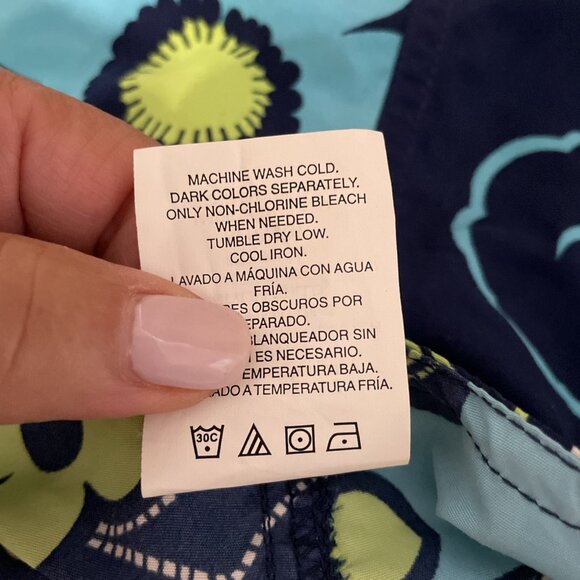 MACHINE WASH COLD.
DARK COLORS SEPARATELY.
ONLY NON-CHLORINE BLEACH
WHEN NEEDED.
TUMBLE DRY LOW.
COOL IRON.
LAVADO A MÁQUINA CON AGUA
FRÍA.
OBSCUROS POR
BLANQUEADOR SIN
ES NECESARIO.
BAJA.
A TEMPERATURA FRÍA.
30C